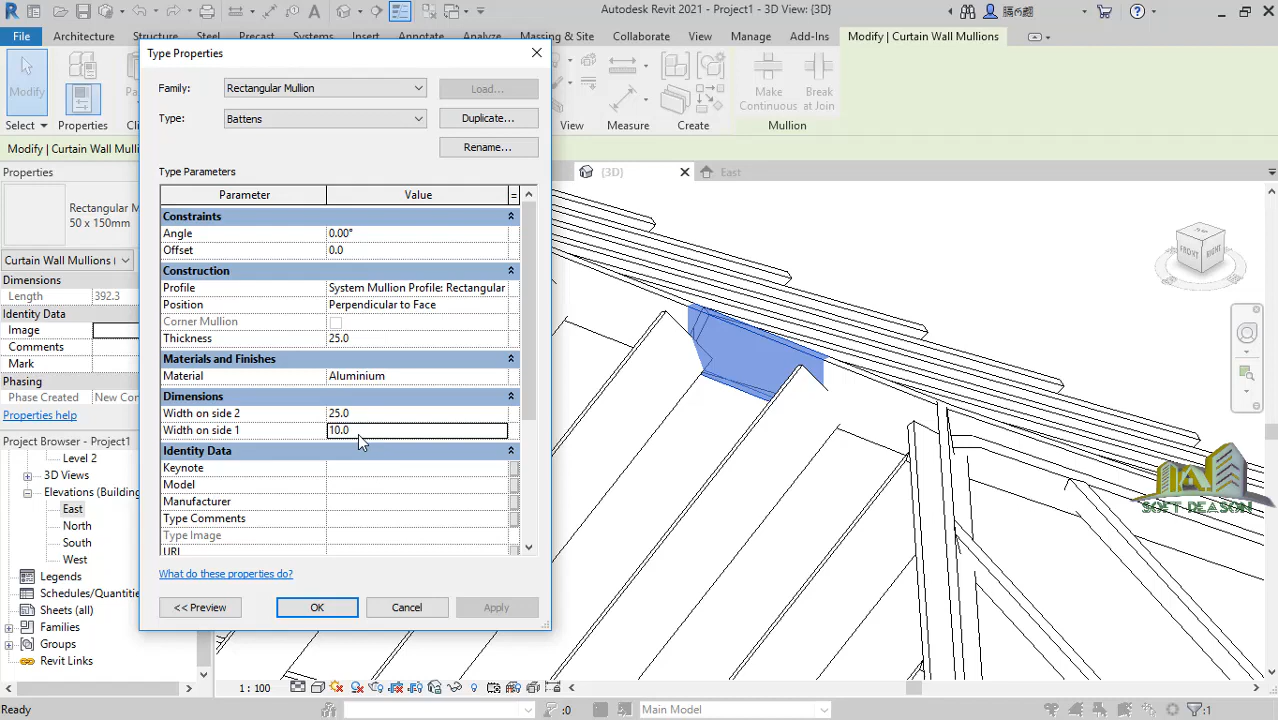 Autodesk Revit 2021 - Project1 - 3D View: {3D}
File
Architecture
Structure
Steel
Precast
Systems
Insert
Annotate
Massing & Site
Collaborate
View
Manage
Add-Ins
Modify | Curtain Wall Mullions
Modify
Select
Properties
View
Measure
Create
Make Continuous
Break at Join
Mullion
Modify | Curtain Wall Mulli
{3D}
East
Properties
Rectangular M
50 x 150mm
Curtain Wall Mullions (
Dimensions
Length 392.3
Identity Data
Image
Comments
Mark
Phasing
Phase Created New Con
Properties help
Project Browser - Project1
Level 2
3D Views
Elevations (Building
East
North
South
West
Legends
Schedules/Quantities
Sheets (all)
Families
Groups
Revit Links
Type Properties
Family: Rectangular Mullion Load...
Type: Battens Duplicate...
Rename...
Type Parameters
Parameter Value =
Constraints
Angle 0.00°
Offset 0.0
Construction
Profile System Mullion Profile: Rectangular
Position Perpendicular to Face
Corner Mullion
Thickness 25.0
Materials and Finishes
Material Aluminium
Dimensions
Width on side 2 25.0
Width on side 1 10.0
Identity Data
Keynote
Model
Manufacturer
Type Comments
Type Image
URL
What do these properties do?
<< Preview OK Cancel Apply
FRONT RIGHT
SOFT REASON
1 : 100
Ready
:0
Main Model
:1